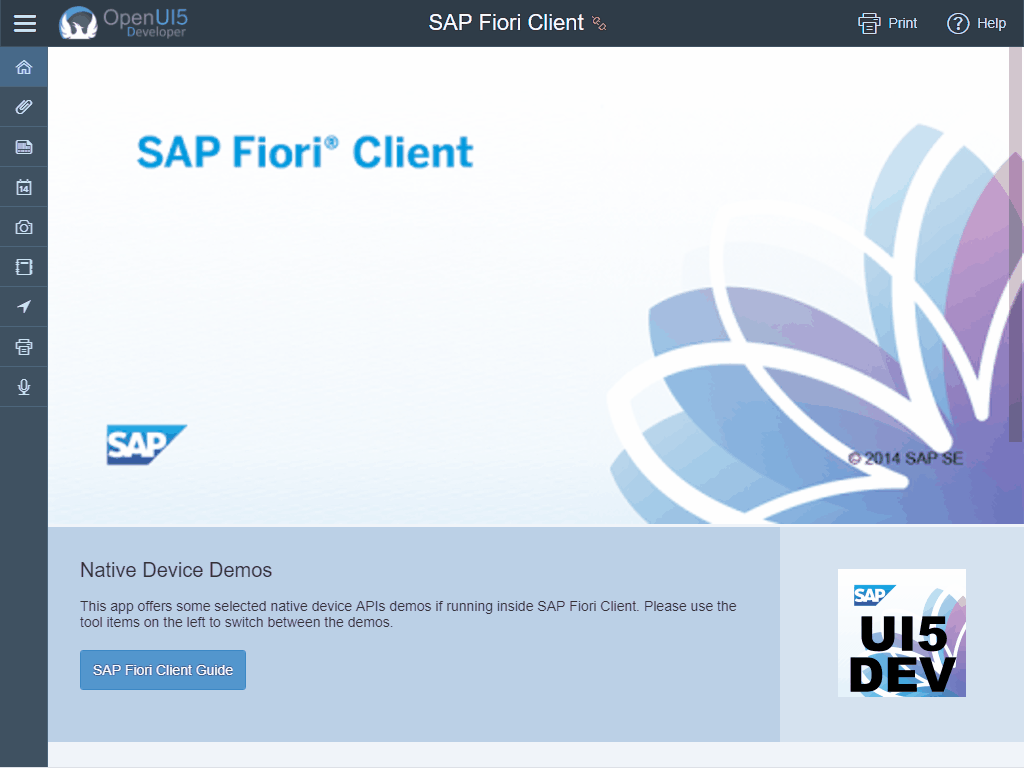 OpenUI5
Developer
SAP Fiori Client
Print
? Help
14
SAP Fiori® Client
SAP
© 2014 SAP SE
Native Device Demos
This app offers some selected native device APIs demos if running inside SAP Fiori Client. Please use the
tool items on the left to switch between the demos.
SAP Fiori Client Guide
SAP
UI5
DEV